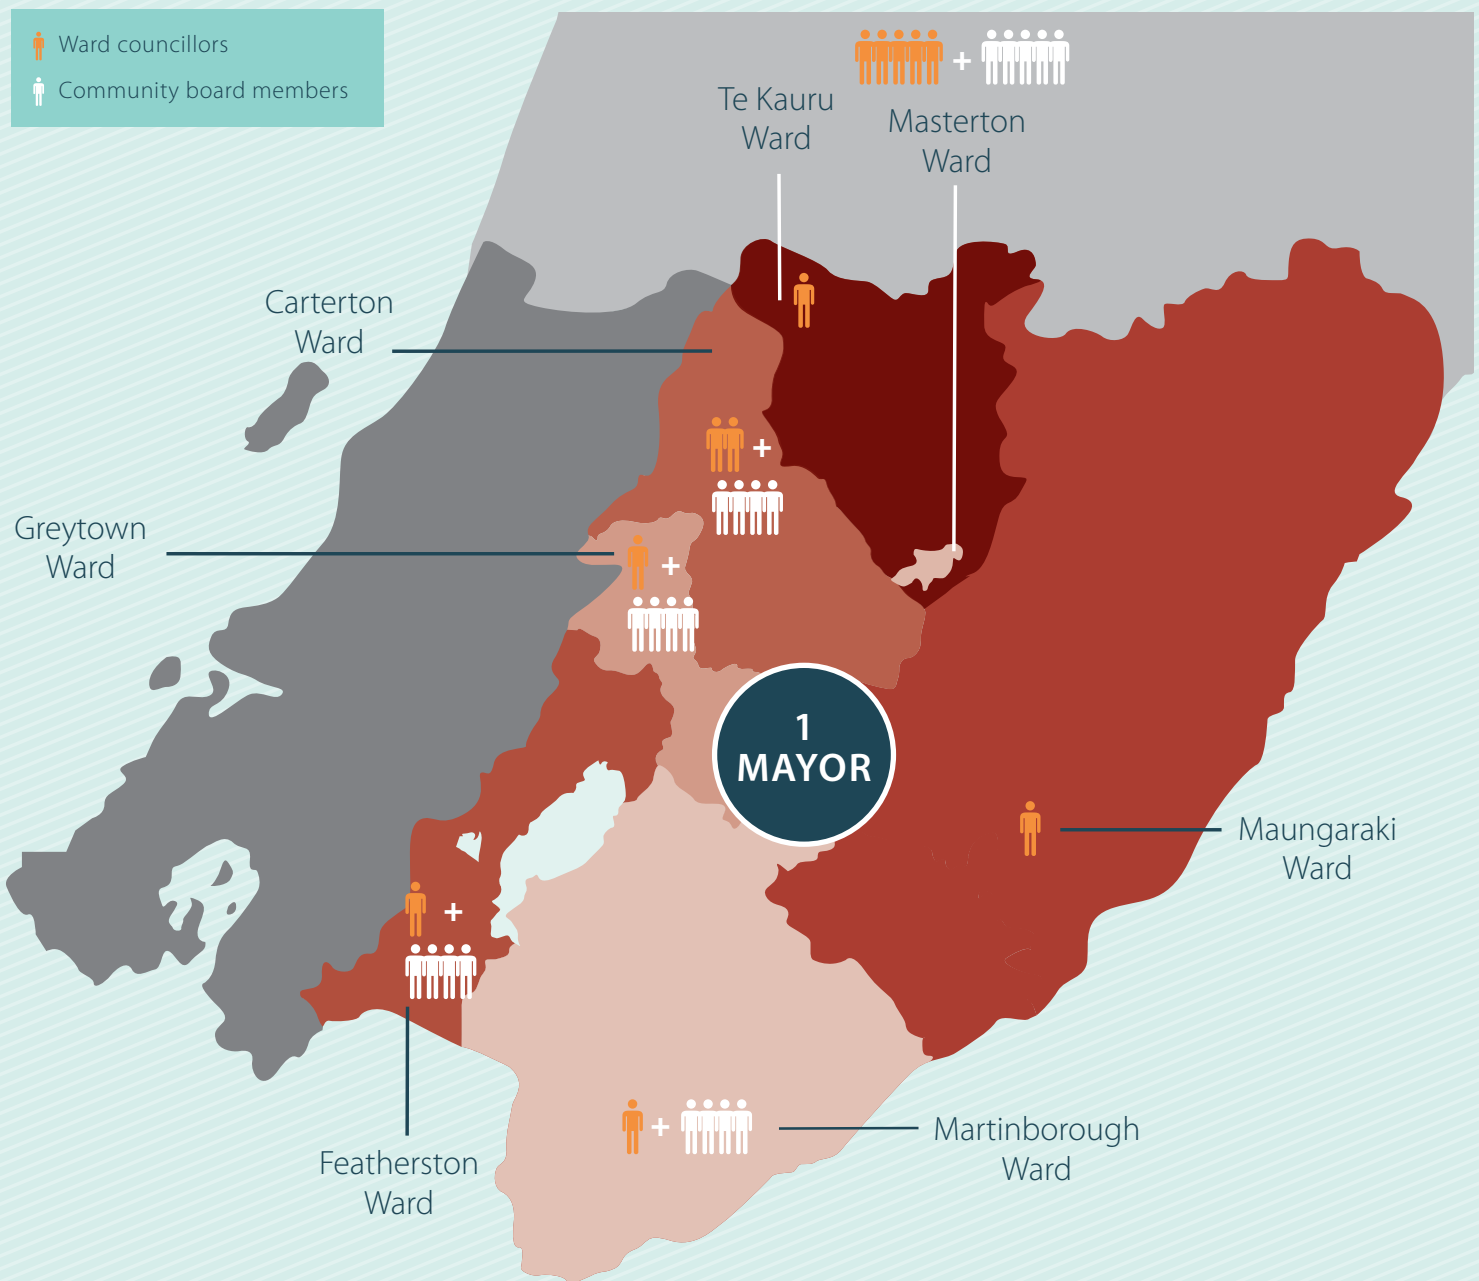 Ward councillors
Community board members
+
Te Kauru
Ward
Masterton
Ward
Carterton
Ward
+
Greytown
Ward
+
1
MAYOR
Maungaraki
Ward
+
+
Martinborough
Ward
Featherston
Ward